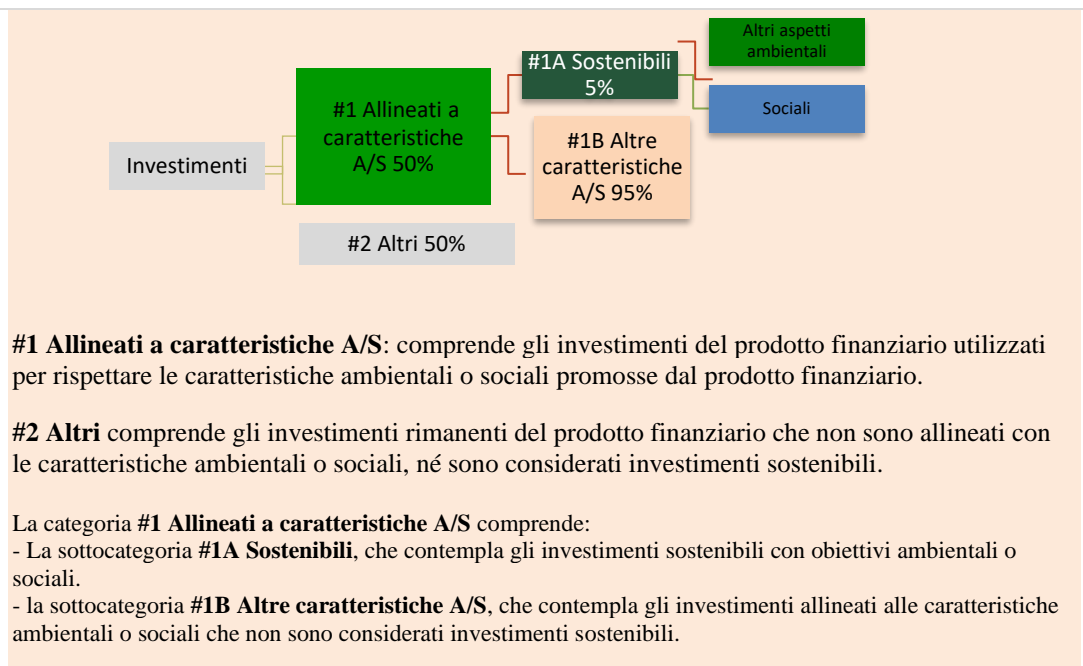 Investimenti
#1 Allineati a
caratteristiche
A/S 50%
#2 Altri 50%
#1A Sostenibili
5%
#1B Altre
caratteristiche
A/S 95%
Altri aspetti
ambientali
Sociali
#1 Allineati a caratteristiche A/S: comprende gli investimenti del prodotto finanziario utilizzati
per rispettare le caratteristiche ambientali o sociali promosse dal prodotto finanziario.
#2 Altri comprende gli investimenti rimanenti del prodotto finanziario che non sono allineati con
le caratteristiche ambientali o sociali, né sono considerati investimenti sostenibili.
La categoria #1 Allineati a caratteristiche A/S comprende:
- La sottocategoria #1A Sostenibili, che contempla gli investimenti sostenibili con obiettivi ambientali o
sociali.
- la sottocategoria #1B Altre caratteristiche A/S, che contempla gli investimenti allineati alle caratteristiche
ambientali o sociali che non sono considerati investimenti sostenibili.